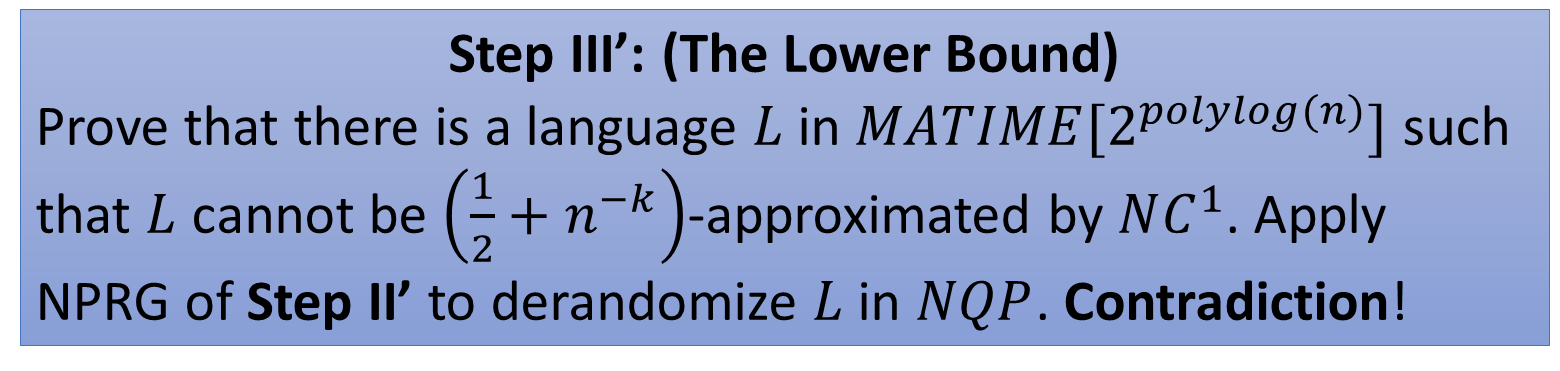 Step III’: (The Lower Bound)
Prove that there is a language L in MATIME[2^{polylog(n)}] such
that L cannot be (1/2 + n^{-k})-approximated by NC^1. Apply
NPRG of Step II’ to derandomize L in NQP. Contradiction!